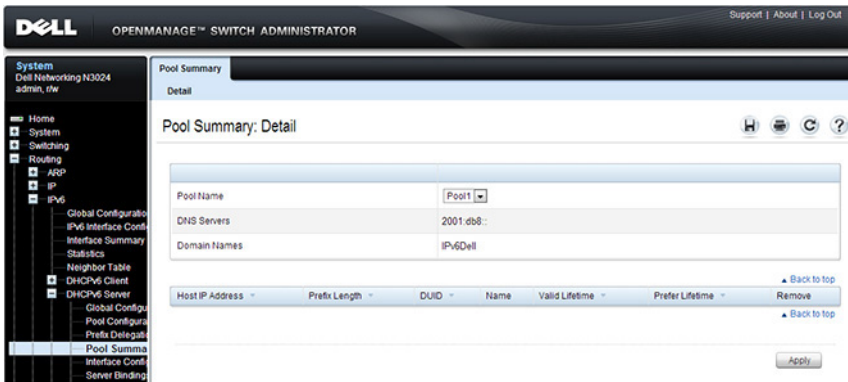 Support | About | Log Out
DELL OPENMANAGE™ SWITCH ADMINISTRATOR
System
Dell Networking N3024
admin, r/w
Home
System
Switching
Routing
ARP
IP
IPv6
Global Configuratio
IPv6 Interface Confi
Interface Summary
Statistics
Neighbor Table
DHCPv6 Client
DHCPv6 Server
Global Configu
Pool Configura
Prefix Delegati
Pool Summa
Interface Confi
Server Binding
Pool Summary
Detail
Pool Summary: Detail
H ?
Pool Name Pool1
DNS Servers 2001:db8::
Domain Names IPv6Dell
Back to top
Host IP Address Prefix Length DUID Name Valid Lifetime Prefer Lifetime Remove
Back to top
Apply